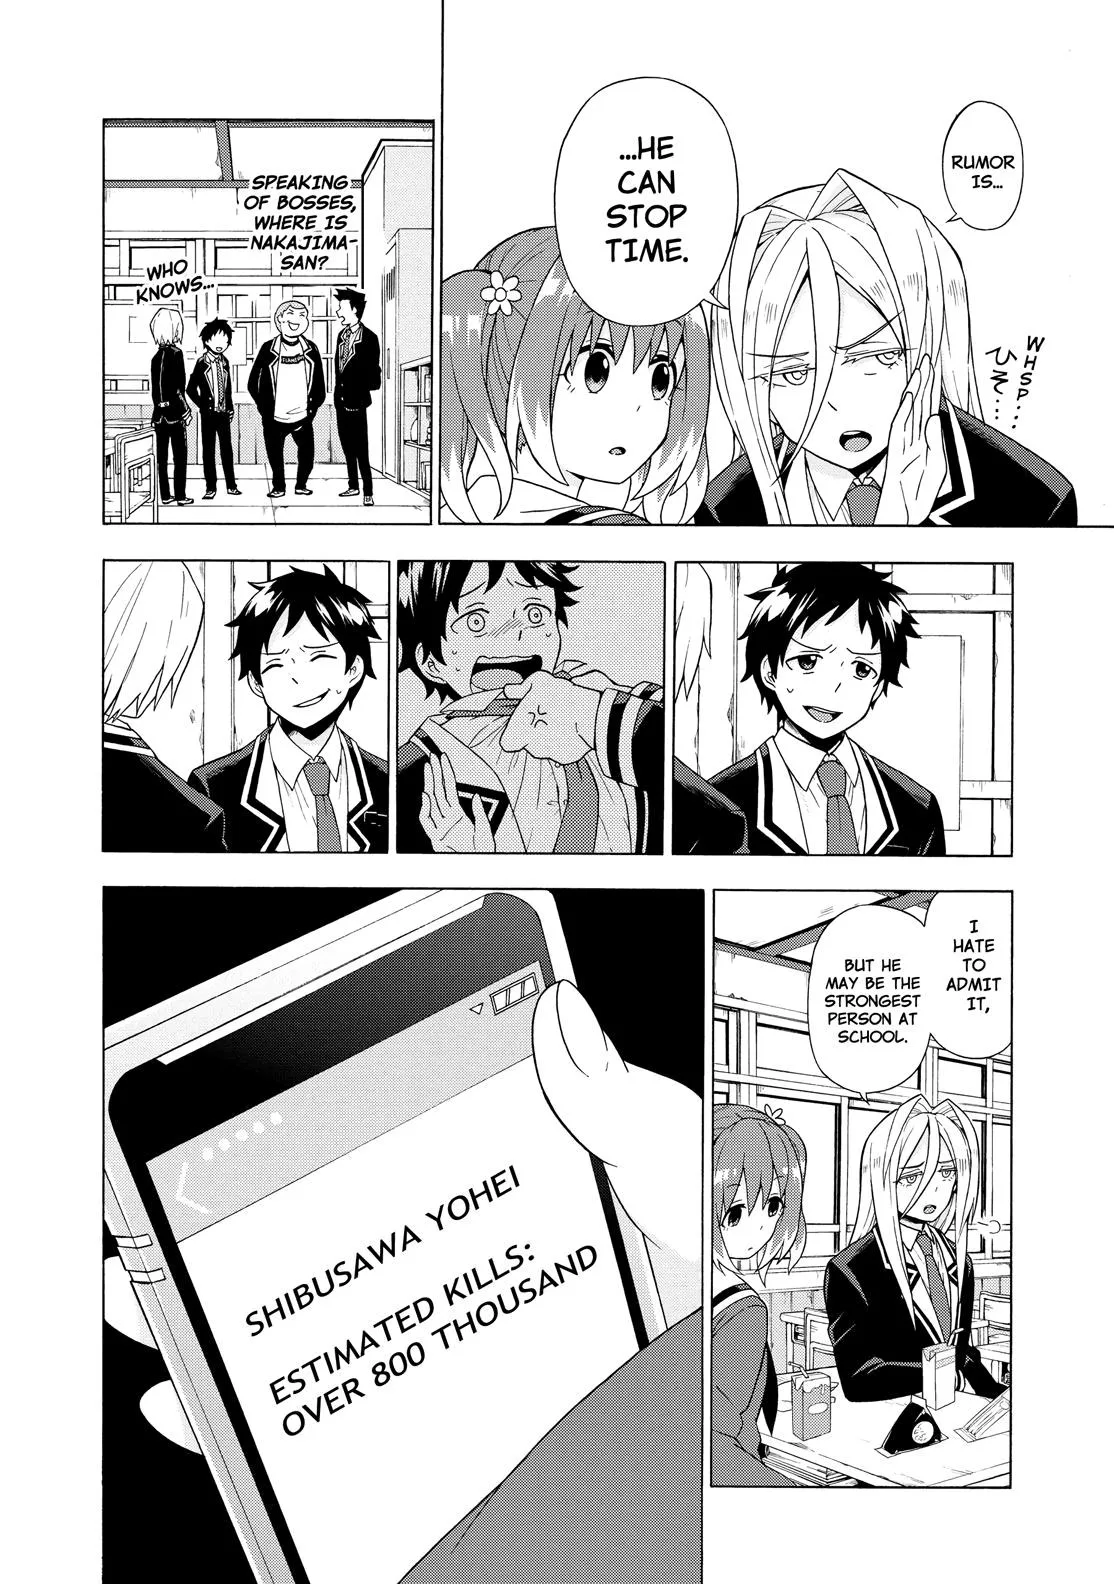 RUMOR
IS...
...HE
CAN
STOP
TIME.
WHSP...
ひそ...
SPEAKING
OF BOSSES,
WHERE IS
NAKAJIMA-
SAN?
WHO
KNOWS...
I
HATE
TO
ADMIT
IT,
BUT HE
MAY BE THE
STRONGEST
PERSON AT
SCHOOL.
SHIBUSAWA YOHEI
ESTIMATED KILLS:
OVER 800 THOUSAND